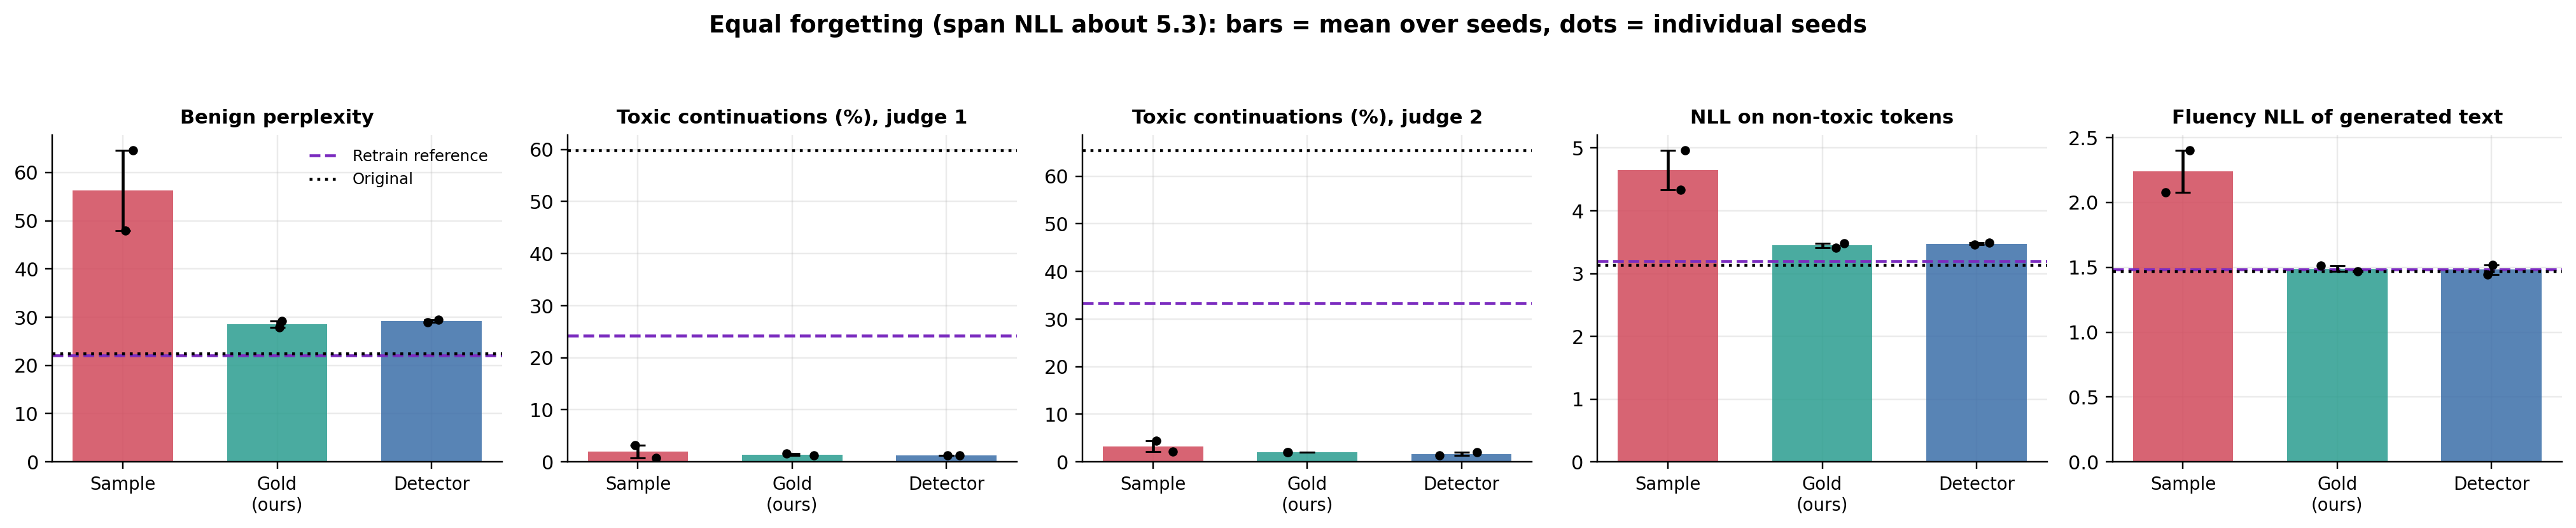 Equal forgetting (span NLL about 5.3): bars = mean over seeds, dots = individual seeds
Benign perplexity
60
50
40
30
20
10
0
Retrain reference
Original
Sample
Gold
(ours)
Detector
Toxic continuations (%), judge 1
60
50
40
30
20
10
0
Sample
Gold
(ours)
Detector
Toxic continuations (%), judge 2
60
50
40
30
20
10
0
Sample
Gold
(ours)
Detector
NLL on non-toxic tokens
5
4
3
2
1
0
Sample
Gold
(ours)
Detector
Fluency NLL of generated text
2.5
2.0
1.5
1.0
0.5
0.0
Sample
Gold
(ours)
Detector